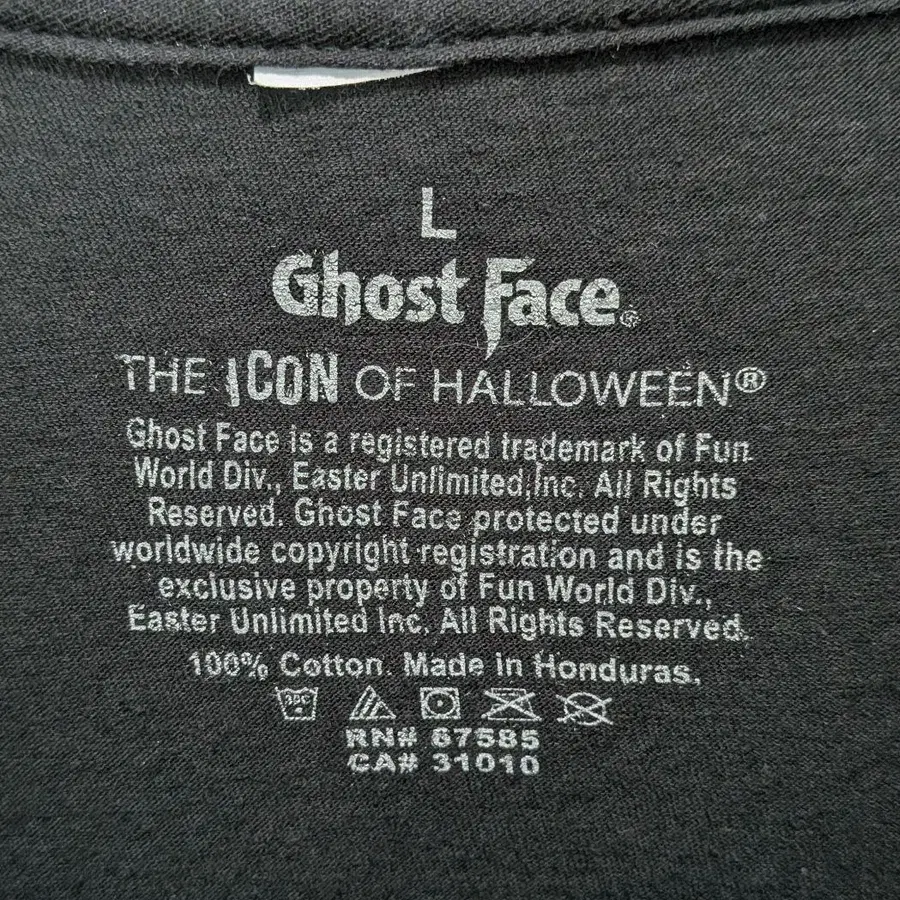 L
Ghost Face®
THE ICON OF HALLOWEEN®
Ghost Face is a registered trademark of Fun
World Div., Easter Unlimited,Inc. All Rights
Reserved. Ghost Face protected under
worldwide copyright registration and is the
exclusive property of Fun World Div.,
Easter Unlimited Inc. All Rights Reserved.
100% Cotton. Made in Honduras.
30C
RN# 67585
CA# 31010